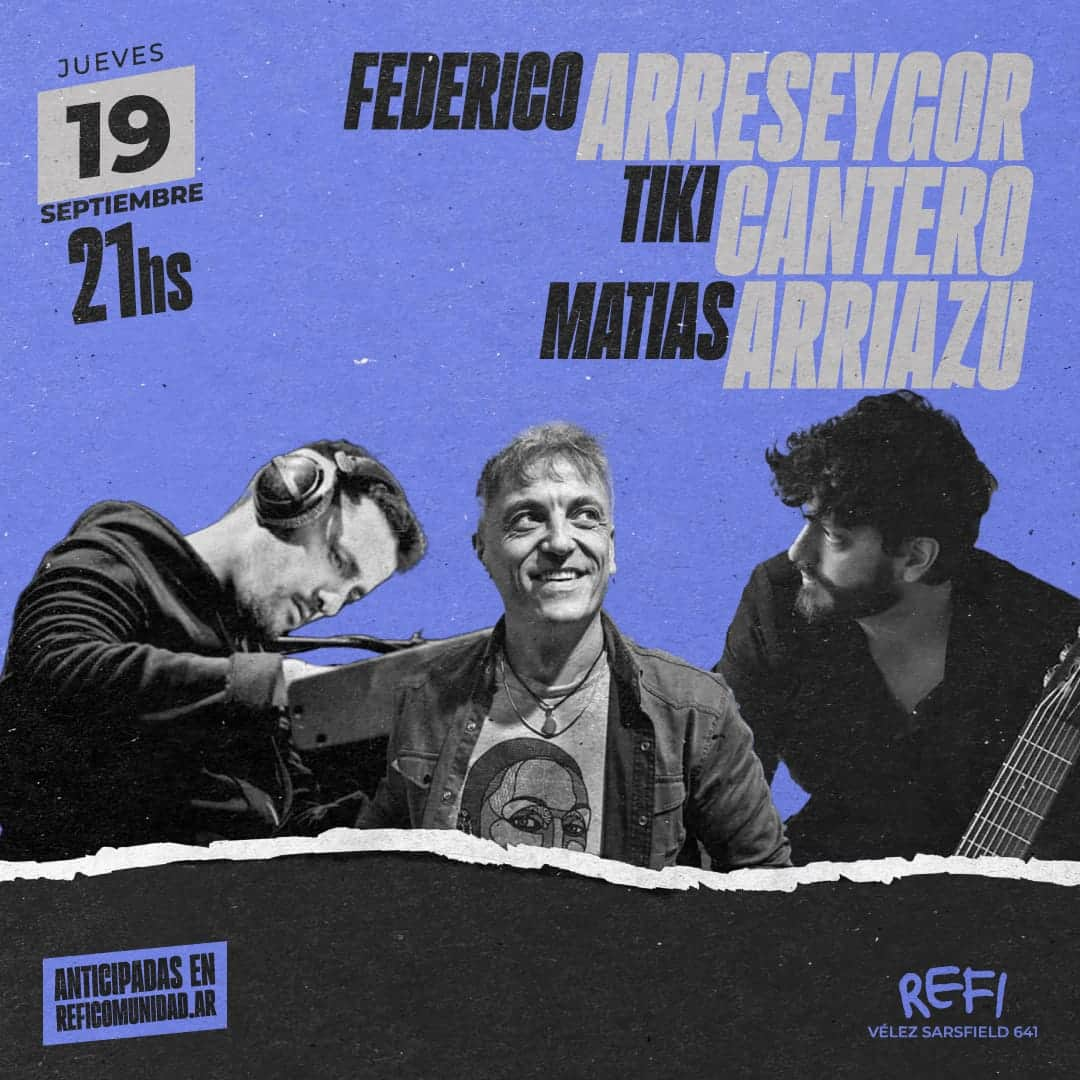 JUEVES
19
SEPTIEMBRE
21hs
FEDERICO ARRESEYGOR
TIKI CANTERO
MATIAS ARRIAZU
ANTICIPADAS EN
REFICOMUNIDAD.AR
REFI
VÉLEZ SARSFIELD 641